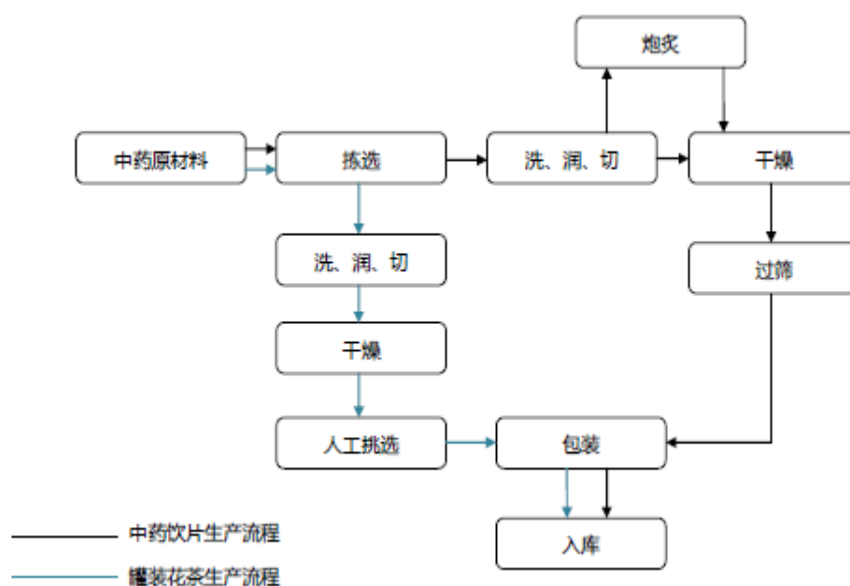 炮炙
中药原材料
拣选
洗、润、切
干燥
洗、润、切
过筛
干燥
人工挑选
包装
中药饮片生产流程
入库
罐装花茶生产流程